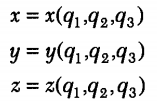 x = x(q₁,q₂,q₃)
y = y(q₁,q₂,q₃)
z = z(q₁,q₂,q₃)